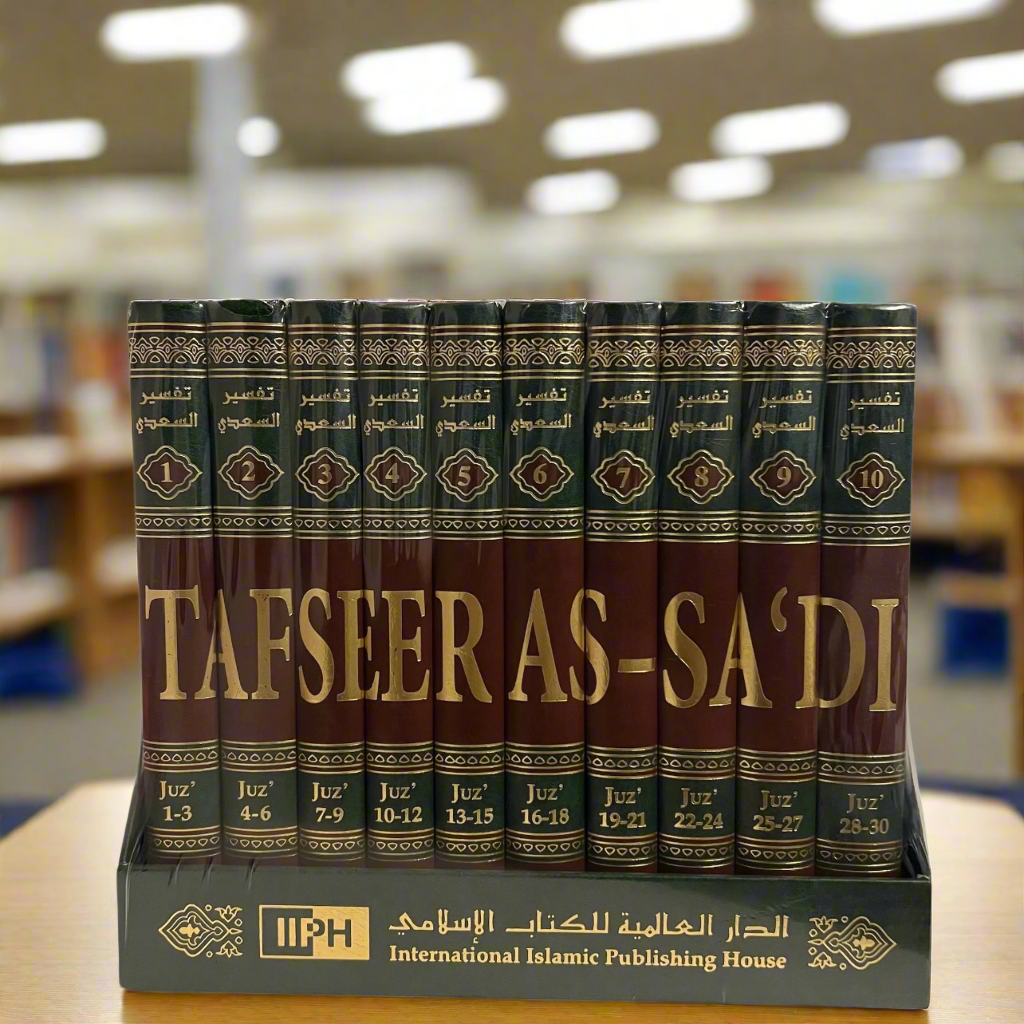 تفسير
السعدي
1
تفسير
السعدي
2
تفسير
السعدي
3
تفسير
السعدي
4
تفسير
السعدي
5
تفسير
السعدي
6
تفسير
السعدي
7
تفسير
السعدي
8
تفسير
السعدي
9
تفسير
السعدي
10
TAFSEER AS-SA‘DI
Juz’
1-3
Juz’
4-6
Juz’
7-9
Juz’
10-12
Juz’
13-15
Juz’
16-18
Juz’
19-21
Juz’
22-24
Juz’
25-27
Juz’
28-30
IIPH
الدار العالمية للكتاب الإسلامي
International Islamic Publishing House